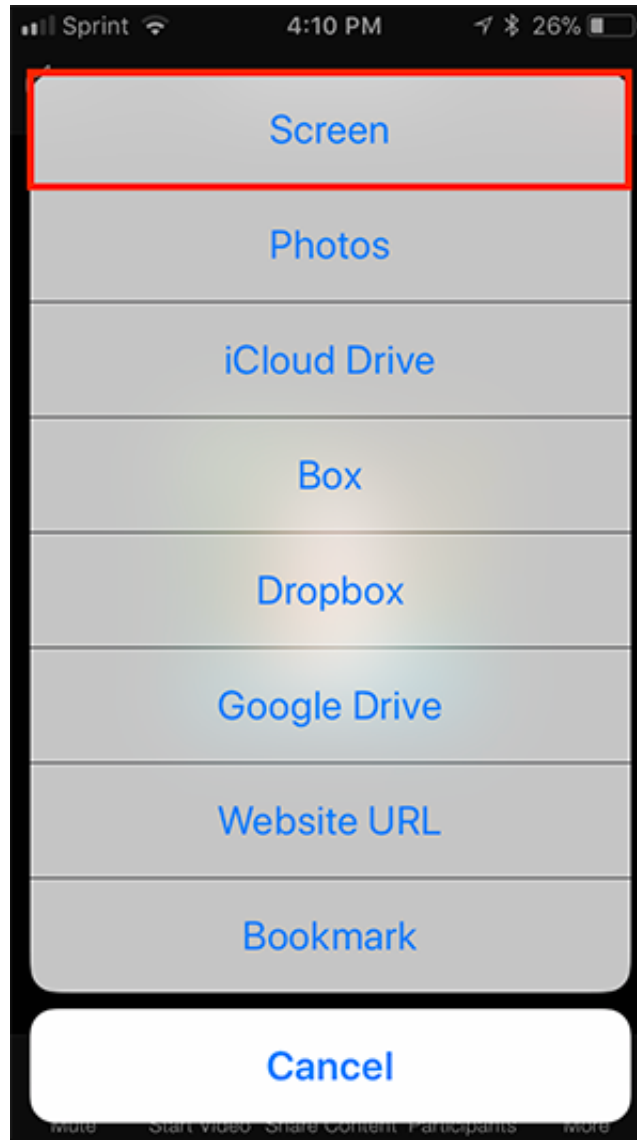 Sprint 4:10 PM 26%
Screen
Photos
iCloud Drive
Box
Dropbox
Google Drive
Website URL
Bookmark
Cancel
Mute Start Video Share Content Participants More